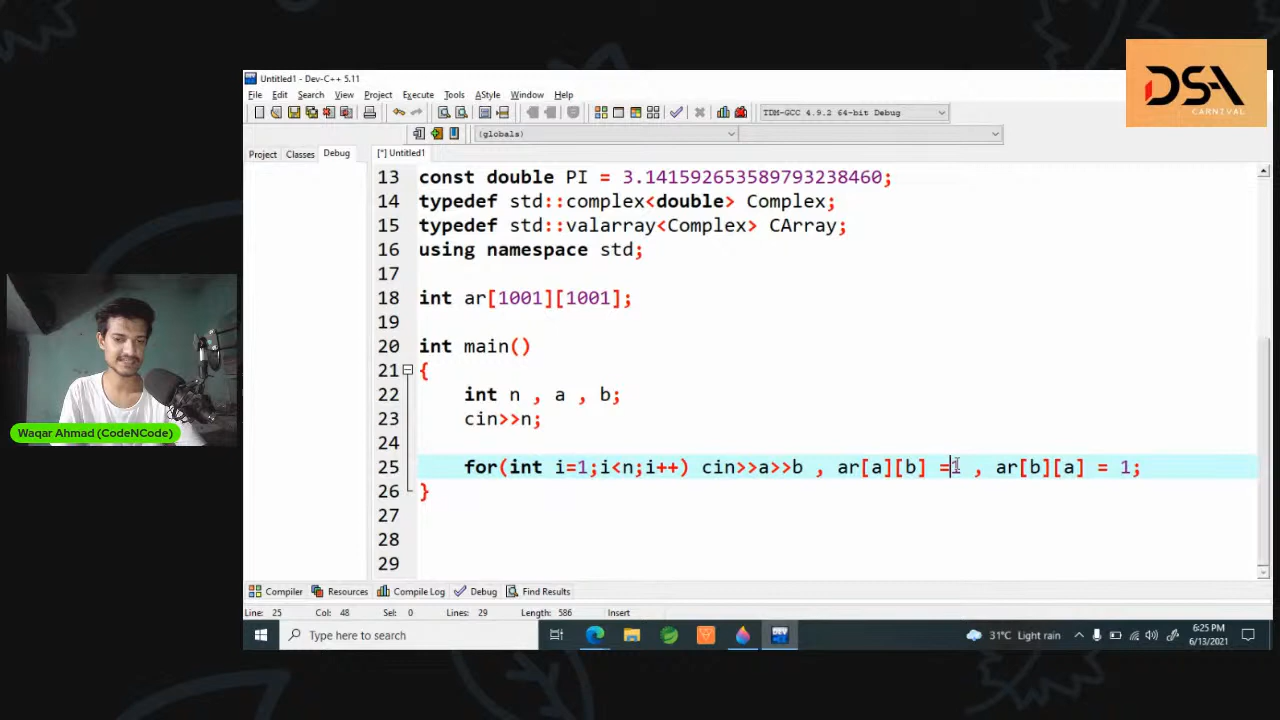 DSA
CARNIVAL
Untitled1 - Dev-C++ 5.11
File Edit Search View Project Execute Tools AStyle Window Help
TDM-GCC 4.9.2 64-bit Debug
(globals)
Project Classes Debug [*] Untitled1
13 const double PI = 3.141592653589793238460;
14 typedef std::complex<double> Complex;
15 typedef std::valarray<Complex> CArray;
16 using namespace std;
17
18 int ar[1001][1001];
19
20 int main()
21 {
22 int n , a , b;
23 cin>>n;
24
25 for(int i=1;i<n;i++) cin>>a>>b , ar[a][b] =1 , ar[b][a] = 1;
26 }
27
28
29
Waqar Ahmad (CodeNCode)
Compiler Resources Compile Log Debug Find Results
Line: 25 Col: 48 Sel: 0 Lines: 29 Length: 586 Insert
Type here to search
DEV
31°C Light rain
6:25 PM
6/13/2021